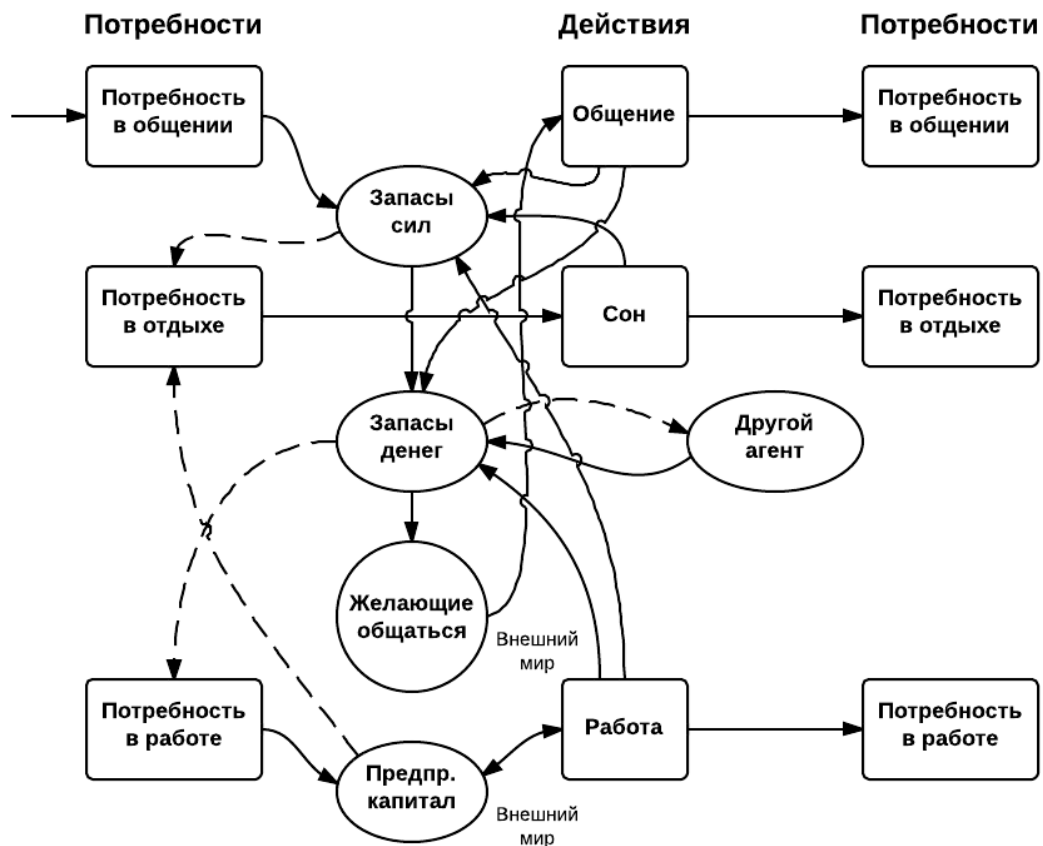 Потребности
Действия
Потребности
Потребность
в общении
Общение
Потребность
в общении
Запасы
сил
Потребность
в отдыхе
Сон
Потребность
в отдыхе
Запасы
денег
Другой
агент
Желающие
общаться
Внешний
мир
Потребность
в работе
Работа
Потребность
в работе
Предпр.
капитал
Внешний
мир